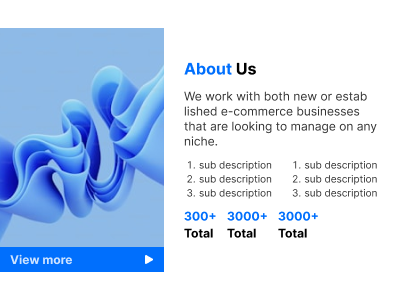 About Us
We work with both new or estab
lished e-commerce businesses
that are looking to manage on any
niche.
1. sub description
2. sub description
3. sub description
1. sub description
2. sub description
3. sub description
300+ 3000+ 3000+
Total Total Total
View more